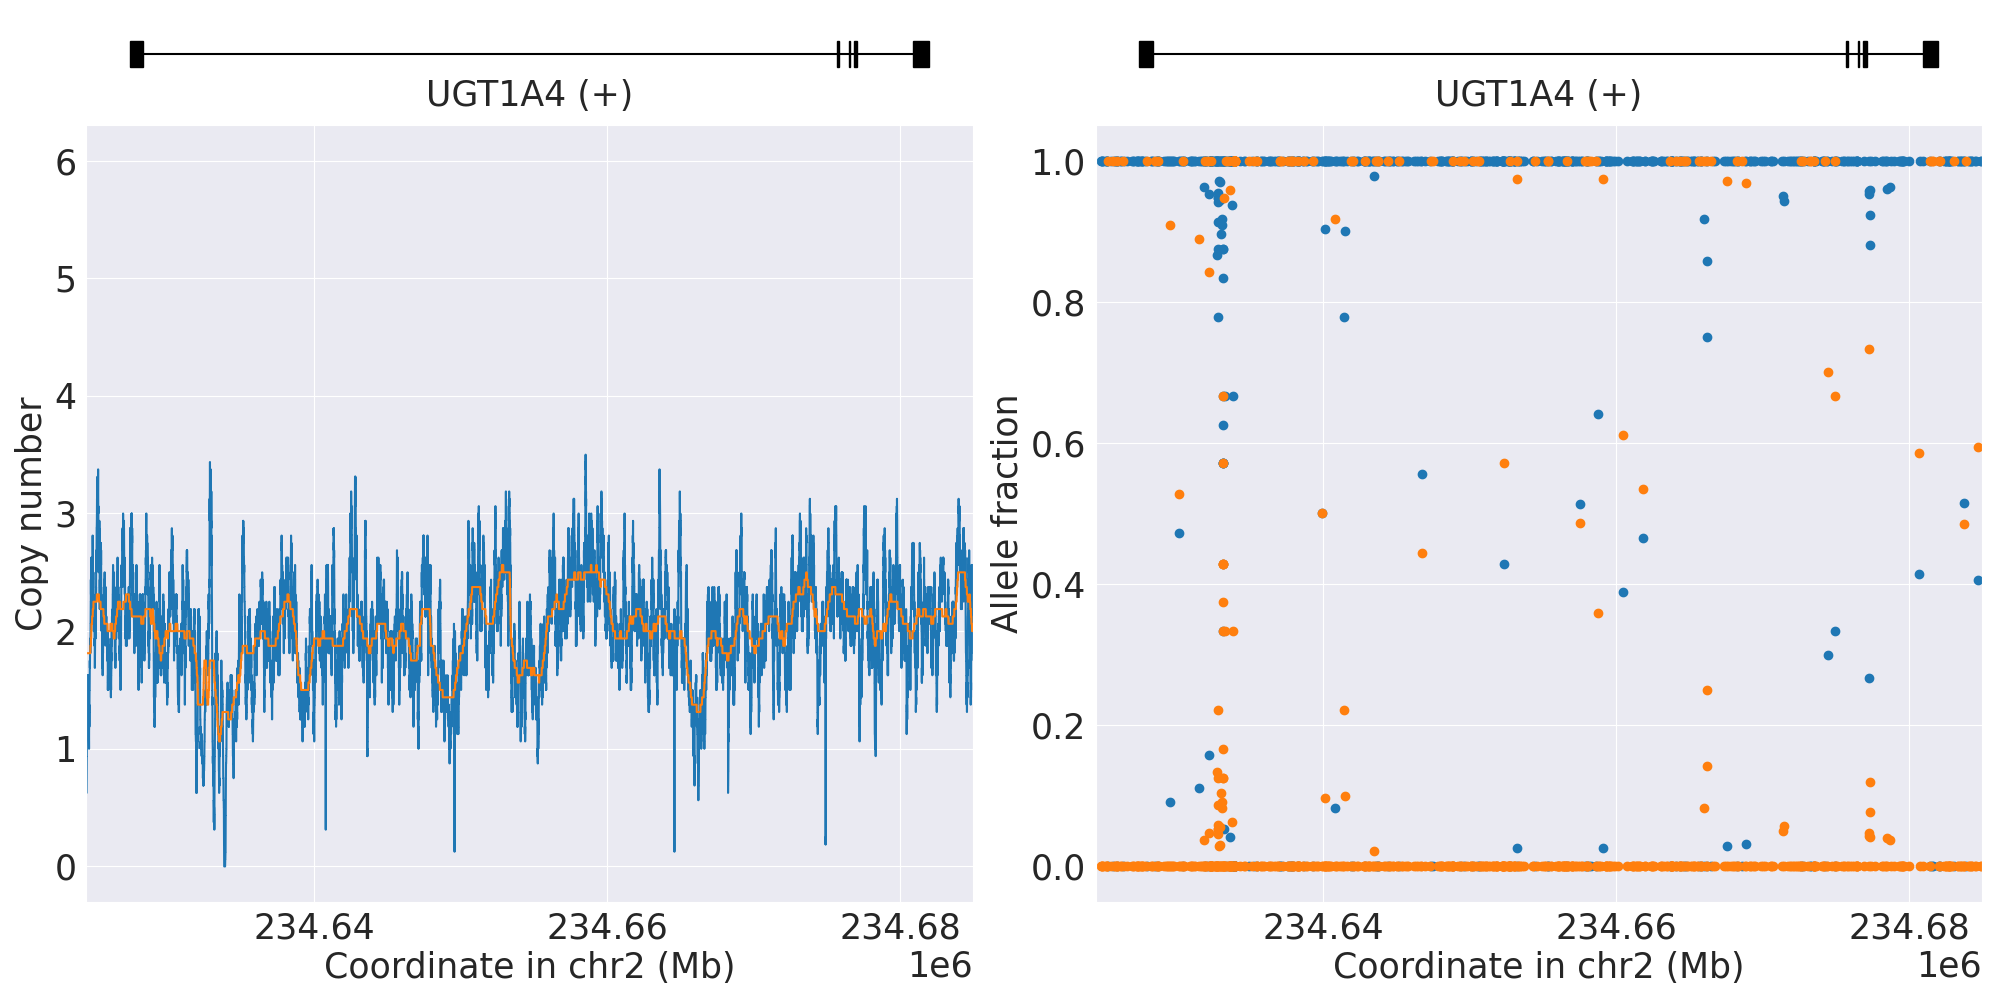 UGT1A4 (+)
6
5
4
3
2
1
0
Copy number
234.64
234.66
234.68
Coordinate in chr2 (Mb)
1e6
UGT1A4 (+)
1.0
0.8
0.6
0.4
0.2
0.0
Allele fraction
234.64
234.66
234.68
Coordinate in chr2 (Mb)
1e6